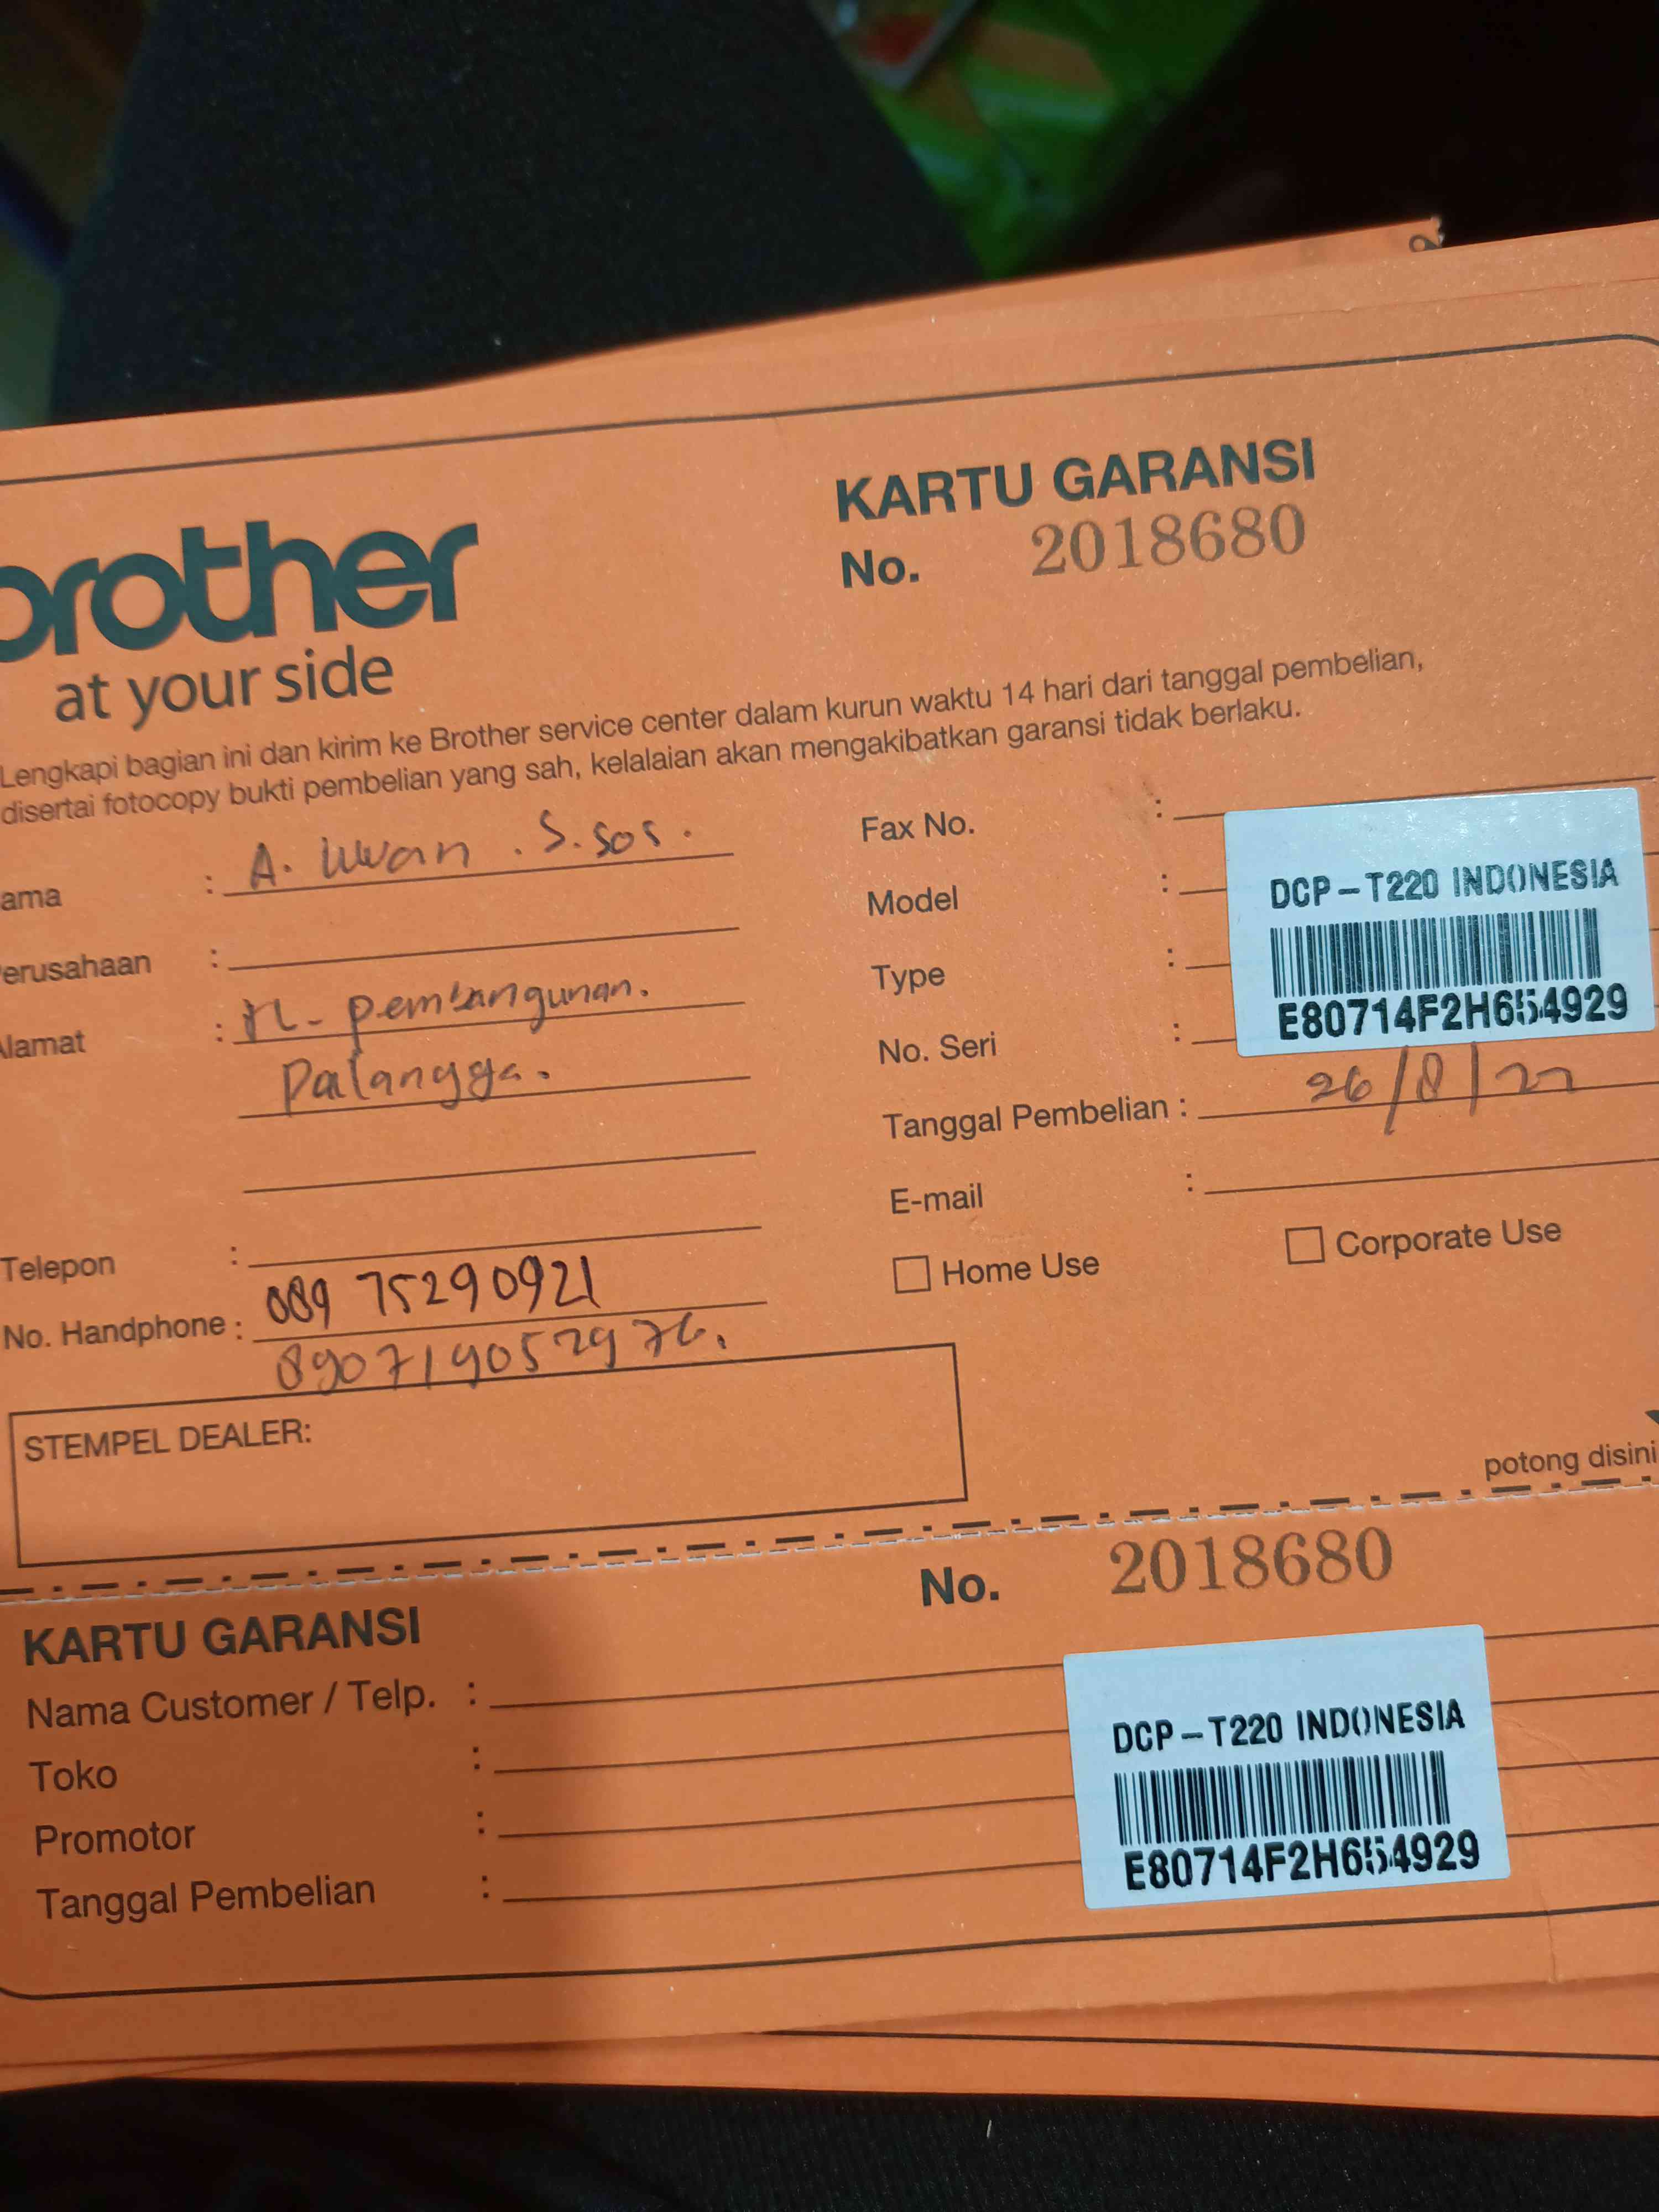 brother
at your side
KARTU GARANSI
No. 2018680
Lengkapi bagian ini dan kirim ke Brother service center dalam kurun waktu 14 hari dari tanggal pembelian,
disertai fotocopy bukti pembelian yang sah, kelalaian akan mengakibatkan garansi tidak berlaku.
ama : A. Iwan . S.sos.
erusahaan :
lamat : Jl. pembangunan.
Palangga.
Telepon :
No. Handphone : 089 75290921
8907190529 76.
Fax No. :
Model :
Type :
No. Seri :
DCP-T220 INDONESIA
E80714F2H654929
Tanggal Pembelian : 26/8/22
E-mail :
Home Use
Corporate Use
STEMPEL DEALER:
potong disini
KARTU GARANSI
No. 2018680
Nama Customer / Telp. :
Toko :
Promotor :
Tanggal Pembelian :
DCP-T220 INDONESIA
E80714F2H654929